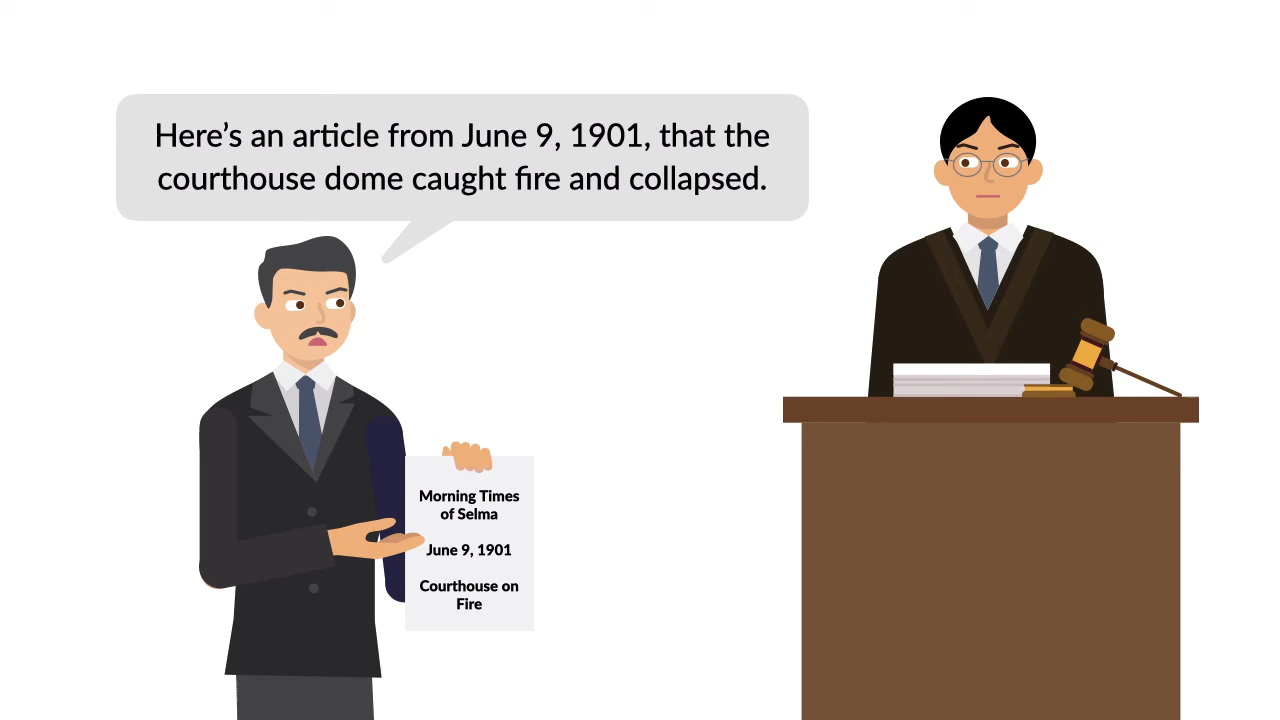 Here’s an article from June 9, 1901, that the
courthouse dome caught fire and collapsed.
Morning Times
of Selma
June 9, 1901
Courthouse on
Fire